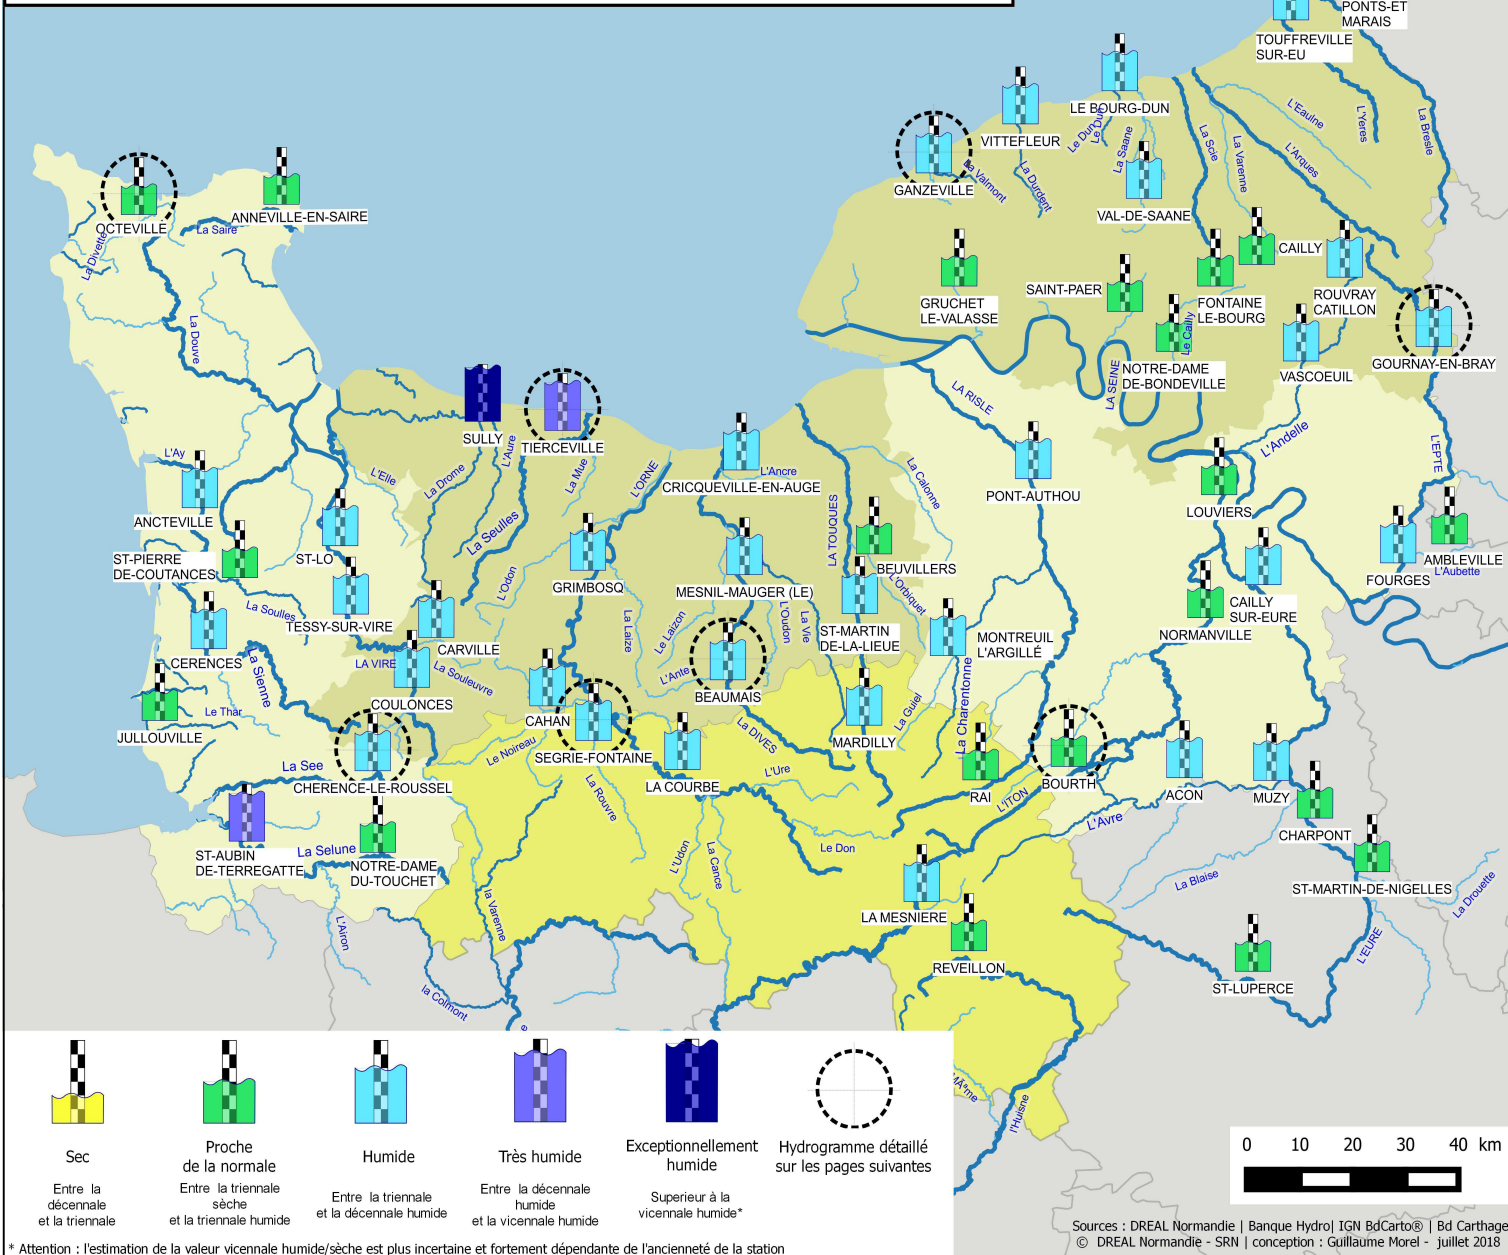 PONTS-ET
MARAIS
TOUFFREVILLE
SUR-EU
LE BOURG-DUN
VITTEFLEUR
GANZEVILLE
VAL-DE-SAANE
Le Dun
Le Dun
La Saane
La Scie
La Varenne
L'Eaulne
L'Arques
L'Yeres
La Bresle
La Valmont
La Durdent
OCTEVILLE
ANNEVILLE-EN-SAIRE
La Saire
La Divette
La Douve
CAILLY
GRUCHET
LE-VALASSE
SAINT-PAER
FONTAINE
LE-BOURG
ROUVRAY
CATILLON
Le Cailly
NOTRE-DAME
DE-BONDEVILLE
VASCOEUIL
GOURNAY-EN-BRAY
LA SEINE
LA RISLE
L'Andelle
L'EPTE
SULLY
TIERCEVILLE
L'Ay
L'Elle
La Drome
L'Aure
La Mue
L'ORNE
CRICQUEVILLE-EN-AUGE
L'Ancre
La Calonne
PONT-AUTHOU
LOUVIERS
ANCTEVILLE
ST-LO
La Seulles
LA TOUQUES
ST-PIERRE
DE-COUTANCES
GRIMBOSQ
MESNIL-MAUGER (LE)
BEUVILLERS
L'Orbiquet
AMBLEVILLE
L'Aubette
FOURGES
CAILLY
SUR-EURE
NORMANVILLE
L'Odon
La Soulles
TESSY-SUR-VIRE
CARVILLE
La Laize
Le Laizon
L'Oudon
La Vie
ST-MARTIN
DE-LA-LIEUE
MONTREUIL
L'ARGILLÉ
CERENCES
La Sienne
LA VIRE
La Souleuvre
COULONCES
L'Ante
BEAUMAIS
La Guiel
La Charentonne
Le Thar
JULLOUVILLE
CAHAN
SEGRIE-FONTAINE
Le Noireau
La DIVES
MARDILLY
La See
CHERENCE-LE-ROUSSEL
La Rouvre
LA COURBE
L'Ure
RAI
BOURTH
L'ITON
ACON
MUZY
L'Avre
CHARPONT
ST-AUBIN
DE-TERREGATTE
La Selune
NOTRE-DAME
DU-TOUCHET
L'Udon
La Cance
Le Don
La Blaise
ST-MARTIN-DE-NIGELLES
La Drouette
L'Airon
la Varenne
LA MESNIERE
REVEILLON
L'EURE
ST-LUPERCE
la Colmont
l'Huisne
Sec
Entre la
décennale
et la triennale
Proche
de la normale
Entre la triennale
sèche
et la triennale humide
Humide
Entre la triennale
et la décennale humide
Très humide
Entre la décennale
humide
et la vicennale humide
Exceptionnellement
humide
Superieur à la
vicennale humide*
Hydrogramme détaillé
sur les pages suivantes
0 10 20 30 40 km
Sources : DREAL Normandie | Banque Hydro| IGN BdCarto® | Bd Carthage
© DREAL Normandie - SRN | conception : Guillaume Morel - juillet 2018
* Attention : l'estimation de la valeur vicennale humide/sèche est plus incertaine et fortement dépendante de l'ancienneté de la station